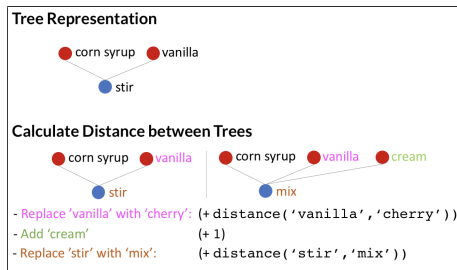 Tree Representation
corn syrup vanilla
stir
Calculate Distance between Trees
corn syrup vanilla corn syrup vanilla cream
stir mix
- Replace 'vanilla' with 'cherry': (+ distance('vanilla','cherry'))
- Add 'cream' (+ 1)
- Replace 'stir' with 'mix': (+ distance('stir','mix'))